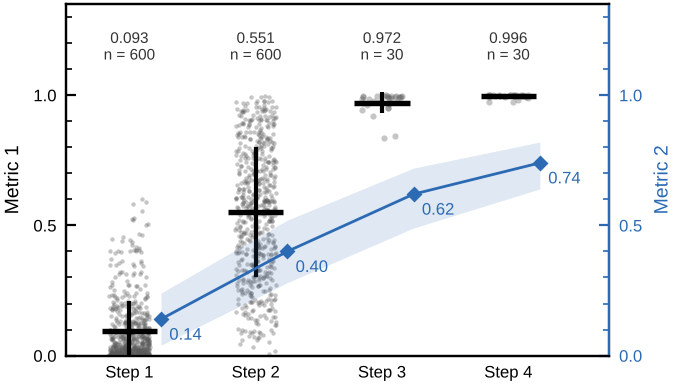 0.093
n = 600
0.551
n = 600
0.972
n = 30
0.996
n = 30
1.0
0.5
0.0
Metric 1
1.0
0.5
0.0
Metric 2
0.14
0.40
0.62
0.74
Step 1
Step 2
Step 3
Step 4